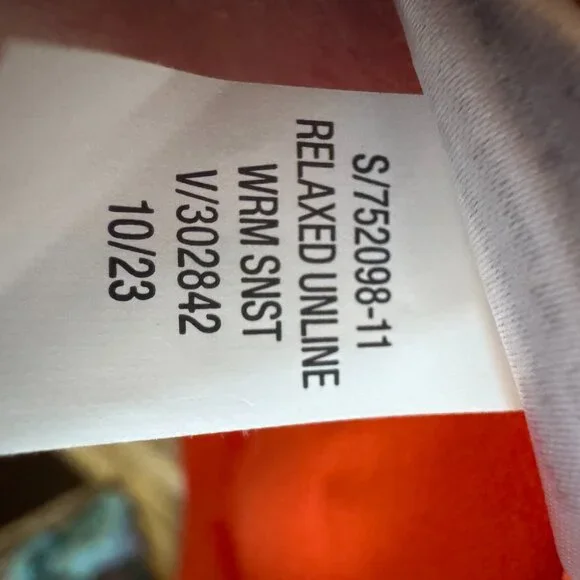 S/752098-11
RELAXED UNLINE
WRM SNST
V/302842
10/23